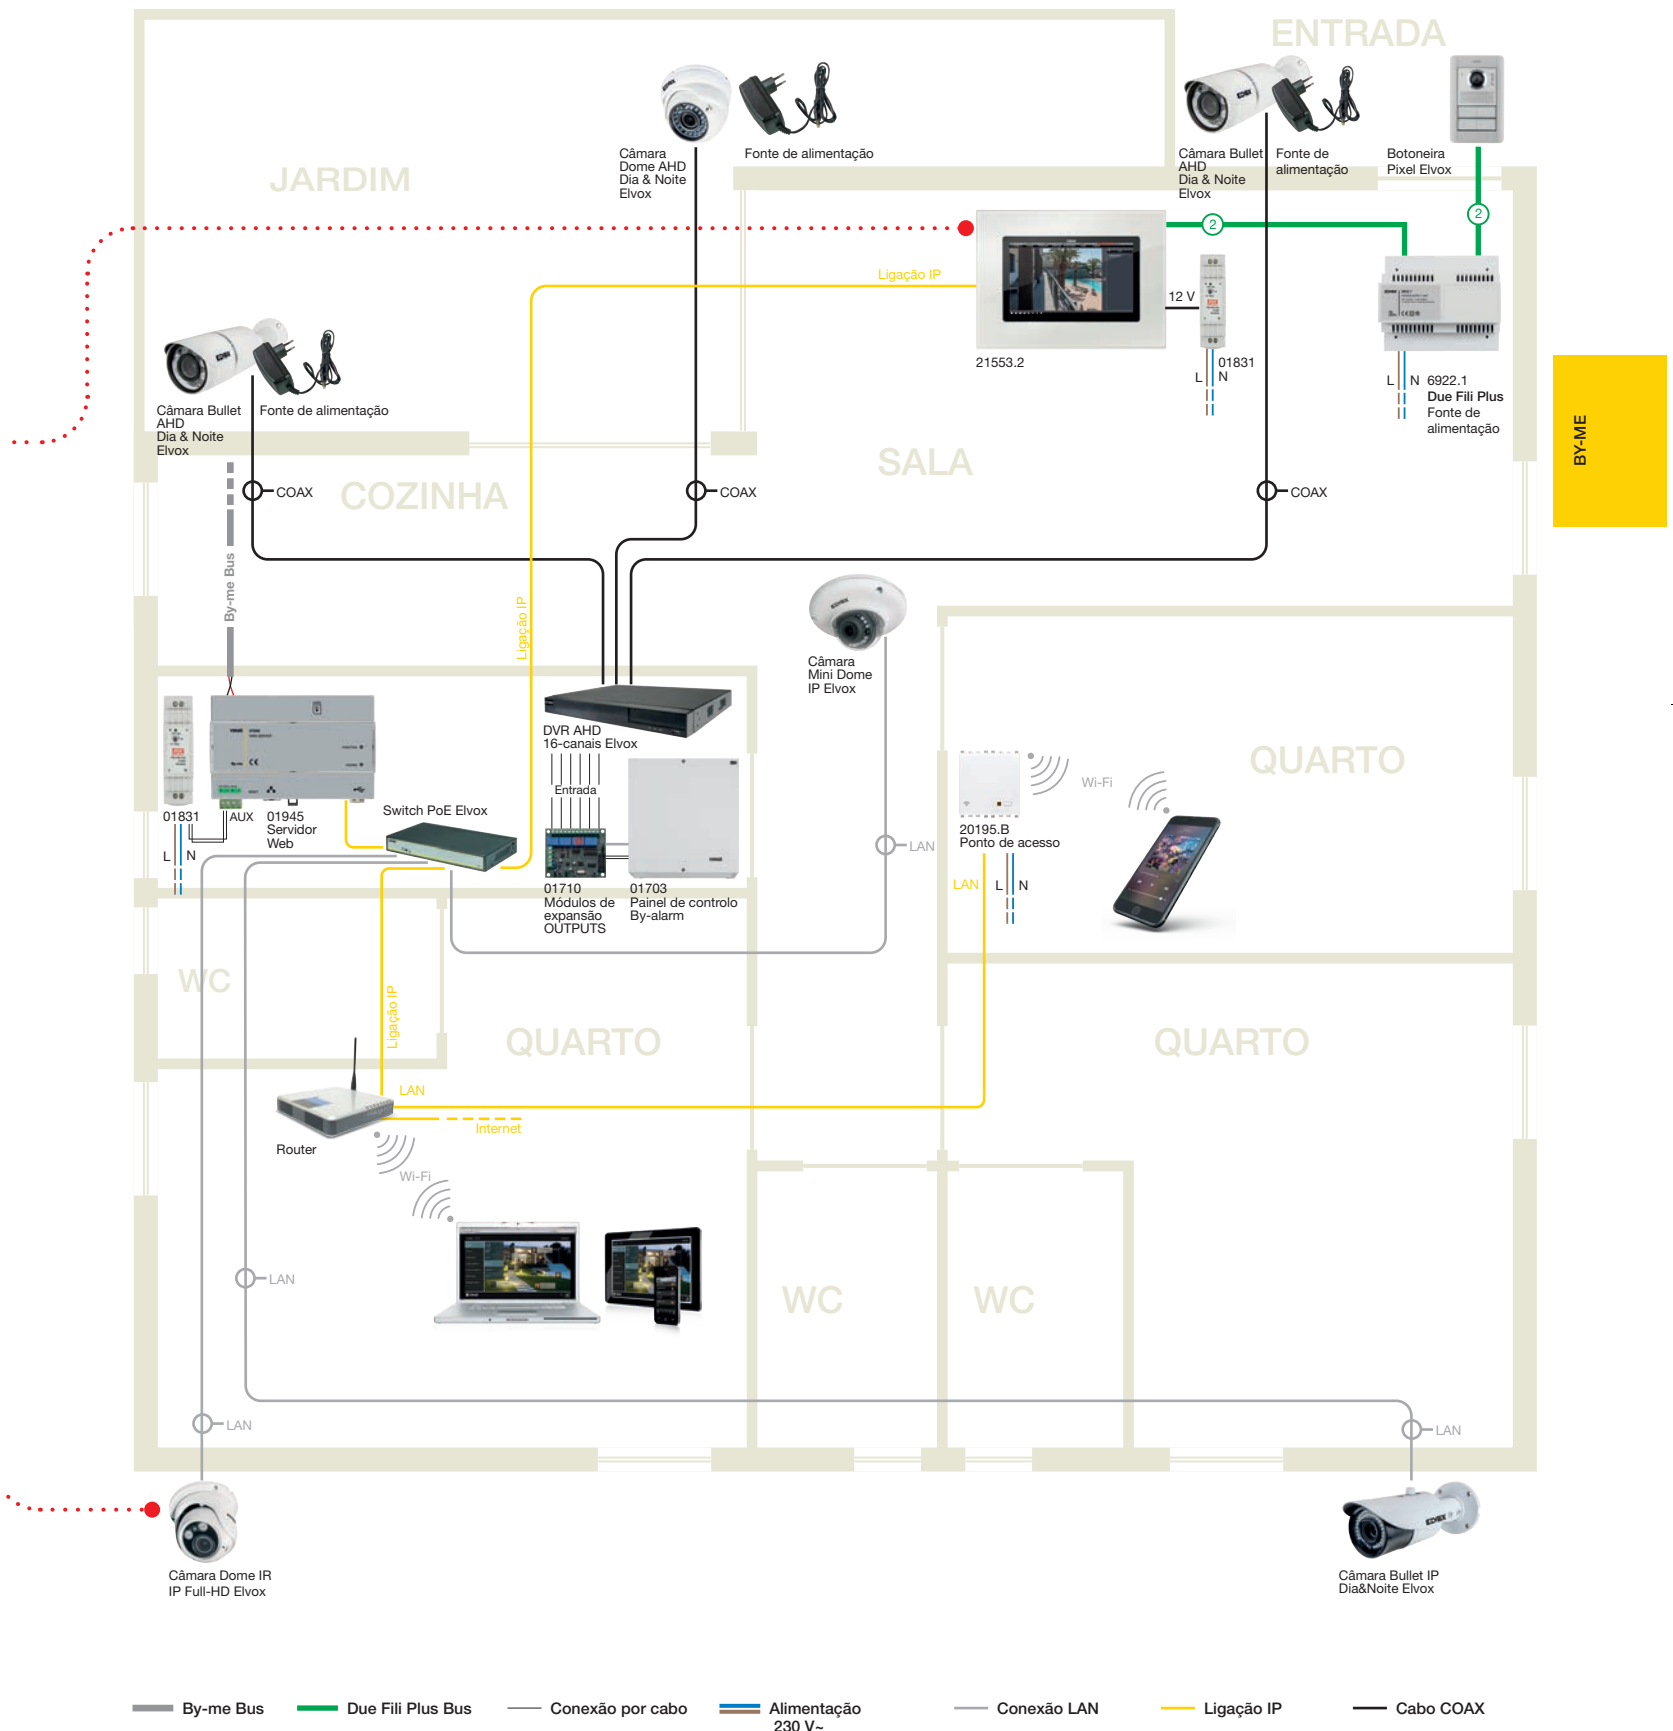 ENTRADA
JARDIM
Câmara
Dome AHD
Dia & Noite
Elvox
Fonte de alimentação
Câmara Bullet
AHD
Dia & Noite
Elvox
Fonte de
alimentação
Botoneira
Pixel Elvox
2
2
Ligação IP
12 V
21553.2
01831
L N
L N
6922.1
Due Fili Plus
Fonte de
alimentação
BY-ME
Câmara Bullet
AHD
Dia & Noite
Elvox
Fonte de alimentação
SALA
COZINHA
COAX
COAX
COAX
By-me Bus
Ligação IP
Câmara
Mini Dome
IP Elvox
DVR AHD
16-canais Elvox
Entrada
QUARTO
Wi-Fi
01831
AUX
01945
Servidor
Web
L N
Switch PoE Elvox
20195.B
Ponto de acesso
LAN
LAN
L N
01710
Módulos de
expansão
OUTPUTS
01703
Painel de controlo
By-alarm
WC
Ligação IP
QUARTO
QUARTO
LAN
Internet
Router
Wi-Fi
LAN
WC
WC
LAN
LAN
Câmara Dome IR
IP Full-HD Elvox
Câmara Bullet IP
Dia&Noite Elvox
By-me Bus
Due Fili Plus Bus
Conexão por cabo
Alimentação
230 V~
Conexão LAN
Ligação IP
Cabo COAX